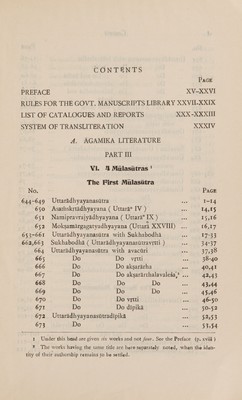 CONTENTS
PAGE
PREFACE XV-XXVI
RULES FOR THE GOVT. MANUSCRIPTS LIBRARY XXVII-XXIX
LIST OF CATALOGUES AND REPORTS XXX-XXXIII
SYSTEM OF TRANSLITERATION XXXIV
A. ĀGAMIKA LITERATURE
PART III
VI. 4 Mūlasūtras ¹
The First Mūlasūtra
No. PAGE
644-649 Uttarādhyayanasūtra ... 1-14
650 Asaṁskṛtādhyayana ( Uttarā° IV ) ... 14,15
651 Namipravrajyādhyayana ( Uttarā° IX ) ... 15,16
652 Mokṣamārgagatyadhyayana (Uttarā XXVIII) ... 16,17
653-661 Uttarādhyayanasūtra with Sukhabodhā ... 17-33
662,663 Sukhabodhā ( Uttarādhyayanasūtravṛtti ) ... 34-37
664 Uttarādhyayanasūtra with avacūri ... 37,38
665 Do Do vṛtti ... 38-40
666 Do Do akṣarārtha ... 40,41
667 Do Do akṣarārthalavaleśa,² ... 42,43
668 Do Do Do ... 43,44
669 Do Do Do ... 45,46
670 Do Do vṛtti ... 46-50
671 Do Do dīpikā ... 50-52
672 Uttarādhyayanasūtradīpikā ... 52,53
673 Do ... 53,54
1 Under this head are given six works and not four. See the Preface (p. xviii )
² The works having the same title are here separately noted, when the iden-
tity of their authorship remains to be settled.